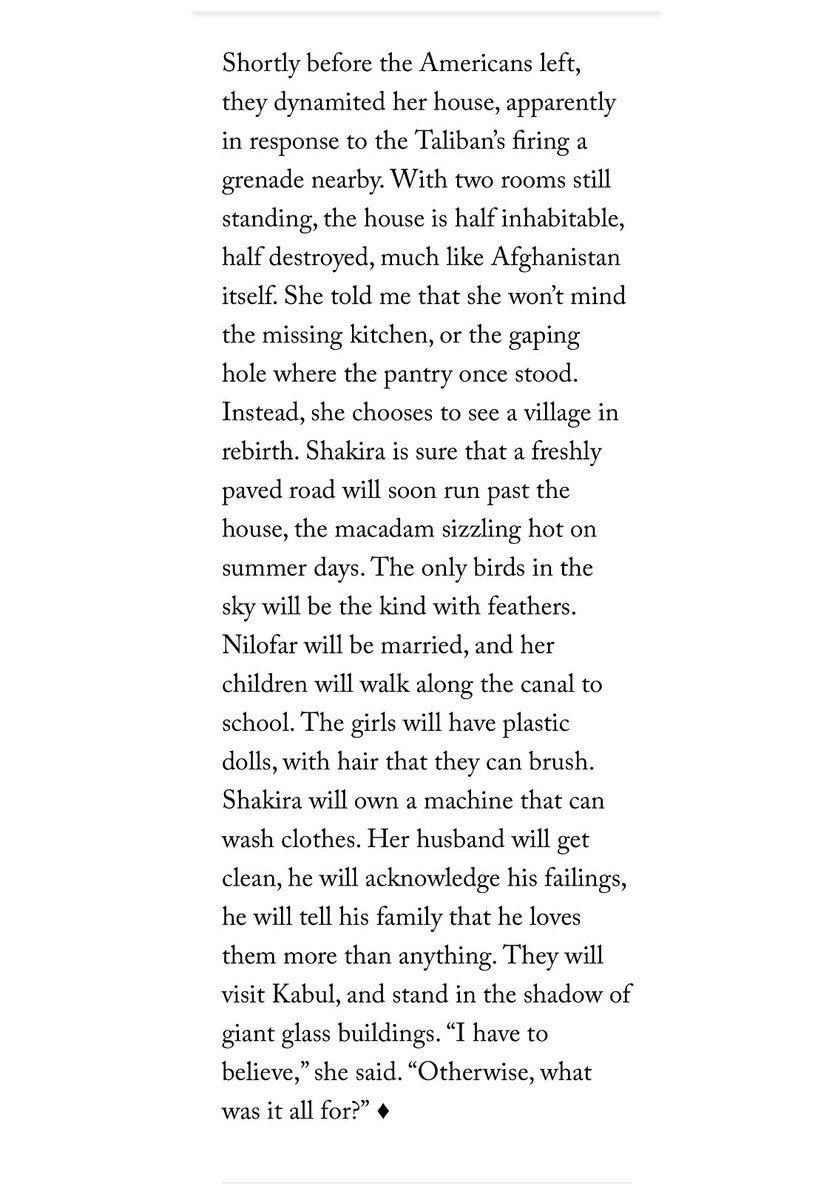 Shortly before the Americans left,
they dynamited her house, apparently
in response to the Taliban’s firing a
grenade nearby. With two rooms still
standing, the house is half inhabitable,
half destroyed, much like Afghanistan
itself. She told me that she won’t mind
the missing kitchen, or the gaping
hole where the pantry once stood.
Instead, she chooses to see a village in
rebirth. Shakira is sure that a freshly
paved road will soon run past the
house, the macadam sizzling hot on
summer days. The only birds in the
sky will be the kind with feathers.
Nilofar will be married, and her
children will walk along the canal to
school. The girls will have plastic
dolls, with hair that they can brush.
Shakira will own a machine that can
wash clothes. Her husband will get
clean, he will acknowledge his failings,
he will tell his family that he loves
them more than anything. They will
visit Kabul, and stand in the shadow of
giant glass buildings. “I have to
believe,” she said. “Otherwise, what
was it all for?” ♦